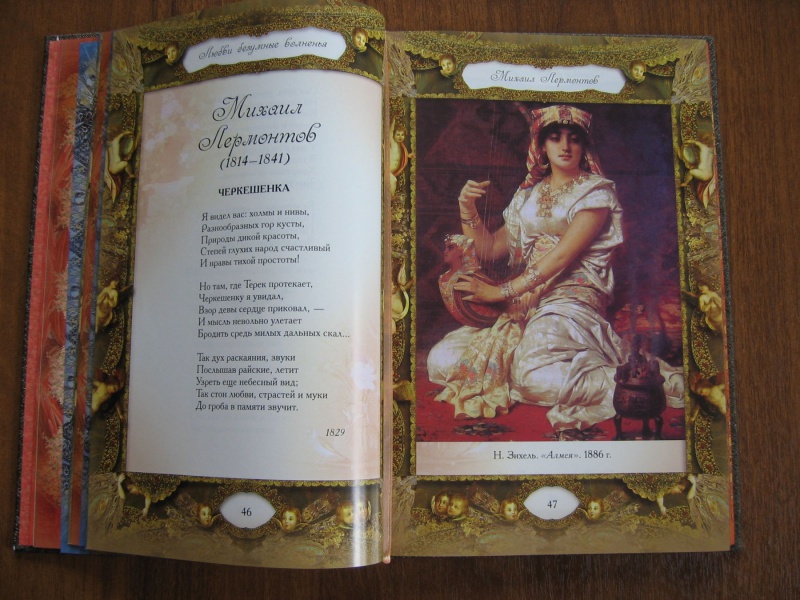 Любви безумные волненья
Михаил
Лермонтов
(1814—1841)
ЧЕРКЕШЕНКА
Я видел вас: холмы и нивы,
Разнообразных гор кусты,
Природы дикой красоты,
Степей глухих народ счастливый
И нравы тихой простоты!
Но там, где Терек протекает,
Черкешенку я увидал,
Взор девы сердце приковал, —
И мысль невольно улетает
Бродить средь милых дальных скал...
Так дух раскаяния, звуки
Послышав райские, летит
Узреть еще небесный вид;
Так стон любви, страстей и муки
До гроба в памяти звучит.
1829
46
Михаил Лермонтов
Н. Энхель. «Алмея». 1886 г.
47